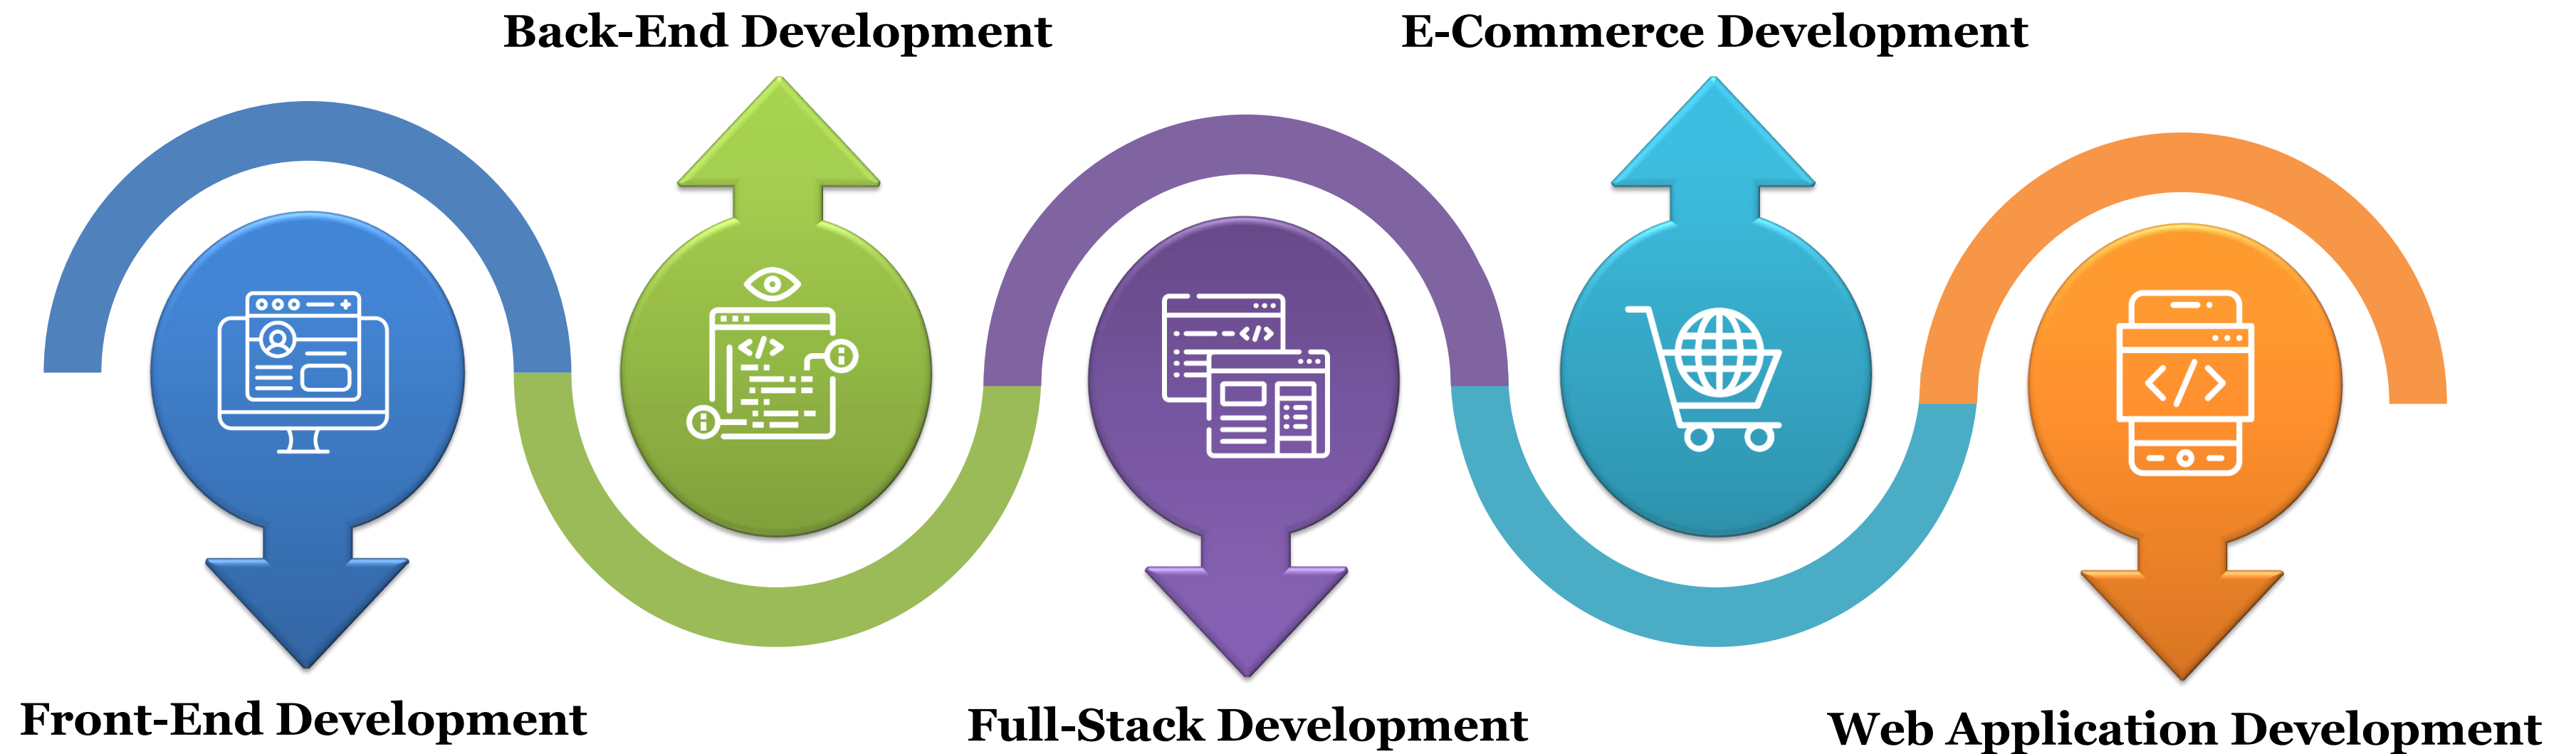 Back-End Development
E-Commerce Development
Front-End Development
Full-Stack Development
Web Application Development